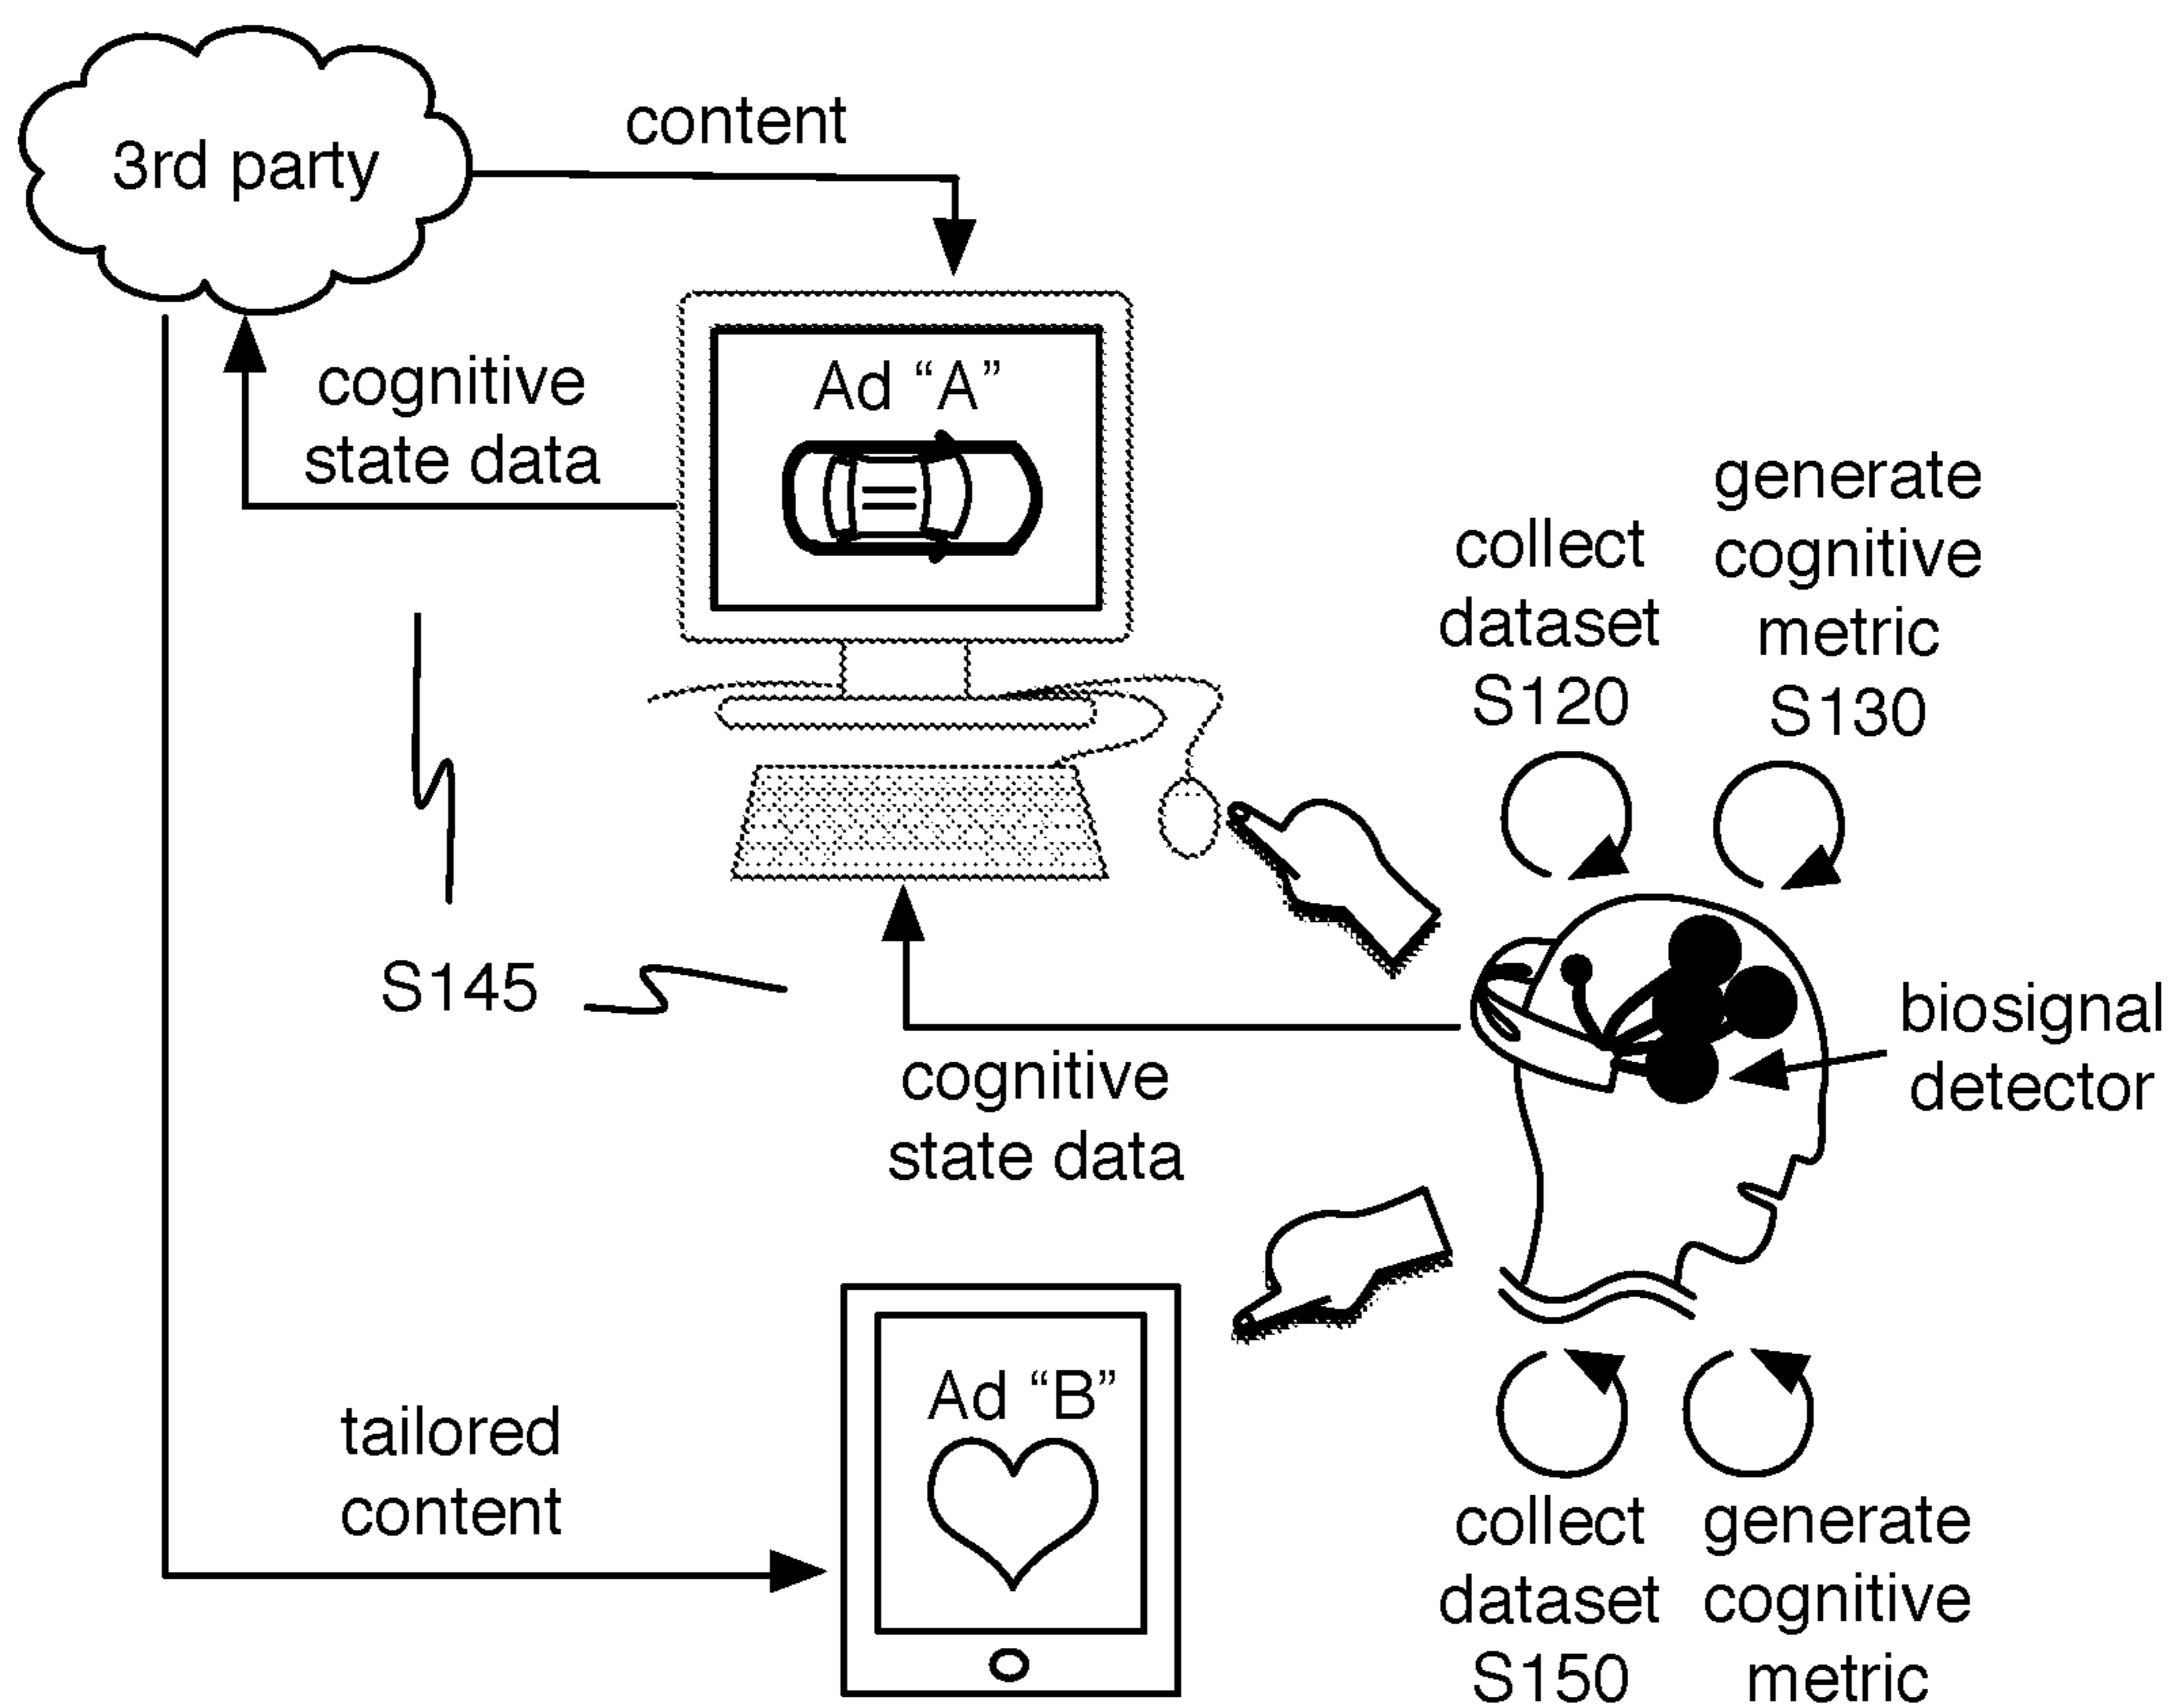 3rd party
content
cognitive
state data
Ad “A”
collect
dataset
S120
generate
cognitive
metric
S130
S145
cognitive
state data
biosignal
detector
tailored
content
Ad “B”
collect
dataset
S150
generate
cognitive
metric